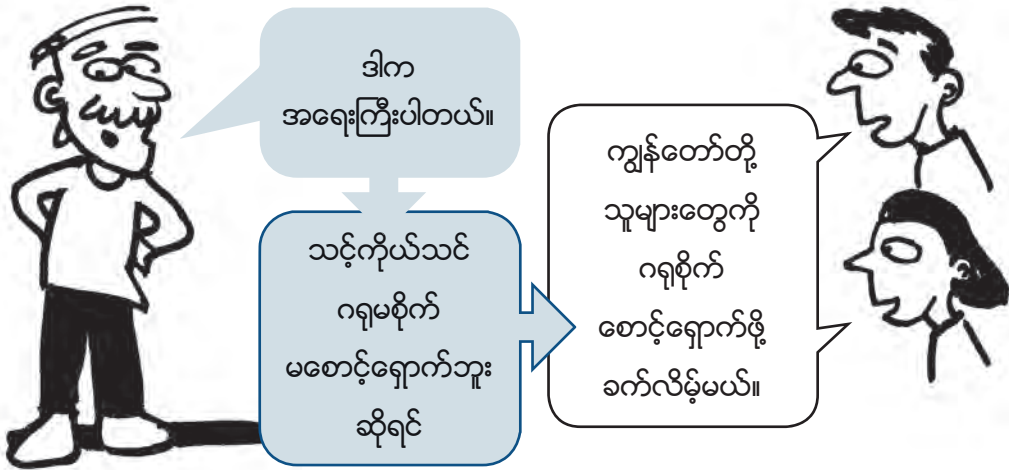 ဒါက
အရေးကြီးပါတယ်။
သင့်ကိုယ်သင်
ဂရုမစိုက်
မစောင့်ရှောက်ဘူး
ဆိုရင်
ကျွန်တော်တို့
သူများတွေကို
ဂရုစိုက်
စောင့်ရှောက်ဖို့
ခက်လိမ့်မယ်။